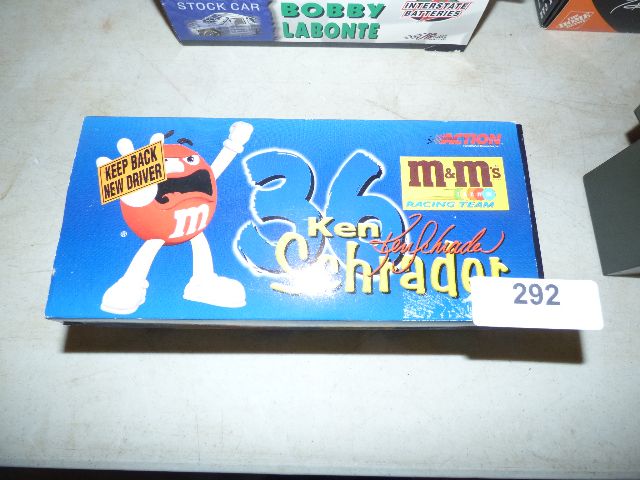 STOCK CAR
BOBBY
LABONTE
INTERSTATE
BATTERIES
ACTION
KEEP BACK
NEW DRIVER
m
36
m&m's
RACING TEAM
Ken
Schrader
Ken Schrader
292